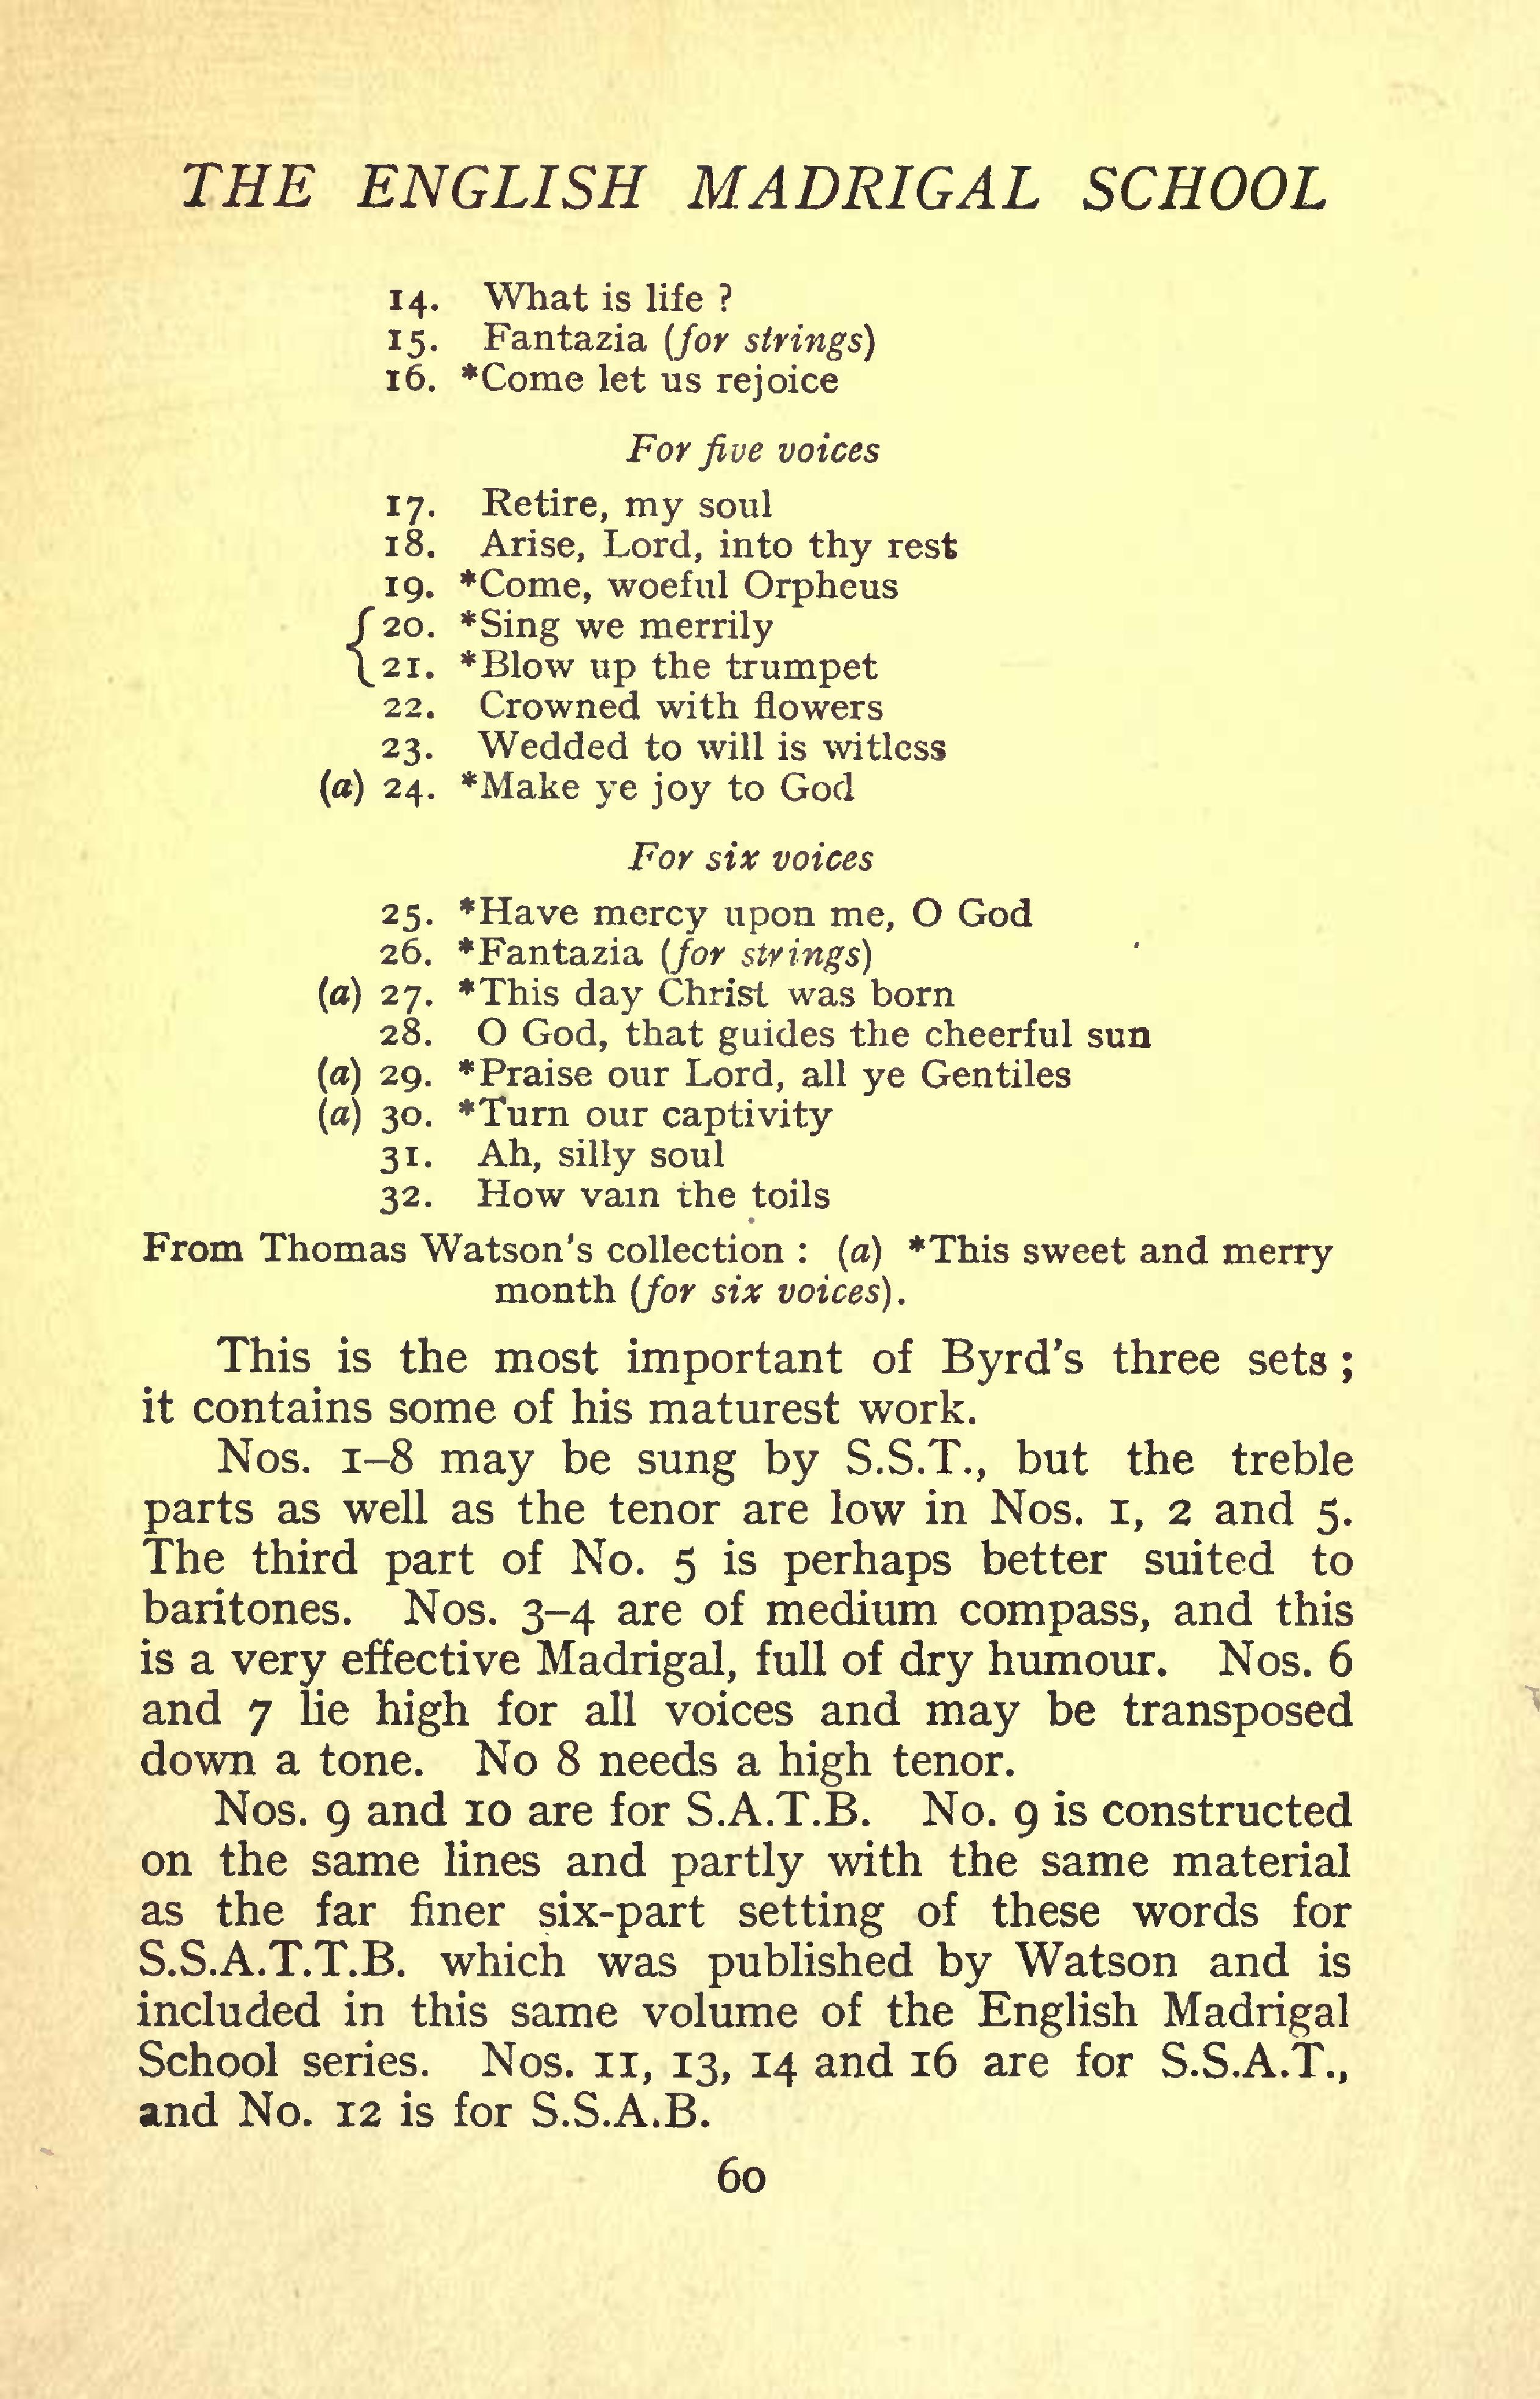 THE ENGLISH MADRIGAL SCHOOL
14. What is life ?
15. Fantazia (for strings)
16. *Come let us rejoice
For five voices
17. Retire, my soul
18. Arise, Lord, into thy rest
19. *Come, woeful Orpheus
{ 20. *Sing we merrily
21. *Blow up the trumpet
22. Crowned with flowers
23. Wedded to will is witless
(a) 24. *Make ye joy to God
For six voices
25. *Have mercy upon me, O God
26. *Fantazia (for strings)
(a) 27. *This day Christ was born
28. O God, that guides the cheerful sun
(a) 29. *Praise our Lord, all ye Gentiles
(a) 30. *Turn our captivity
31. Ah, silly soul
32. How vain the toils
From Thomas Watson's collection : (a) *This sweet and merry
month (for six voices).
This is the most important of Byrd's three sets ;
it contains some of his maturest work.
Nos. 1–8 may be sung by S.S.T., but the treble
parts as well as the tenor are low in Nos. 1, 2 and 5.
The third part of No. 5 is perhaps better suited to
baritones. Nos. 3–4 are of medium compass, and this
is a very effective Madrigal, full of dry humour. Nos. 6
and 7 lie high for all voices and may be transposed
down a tone. No 8 needs a high tenor.
Nos. 9 and 10 are for S.A.T.B. No. 9 is constructed
on the same lines and partly with the same material
as the far finer six-part setting of these words for
S.S.A.T.T.B. which was published by Watson and is
included in this same volume of the English Madrigal
School series. Nos. 11, 13, 14 and 16 are for S.S.A.T.,
and No. 12 is for S.S.A.B.
60